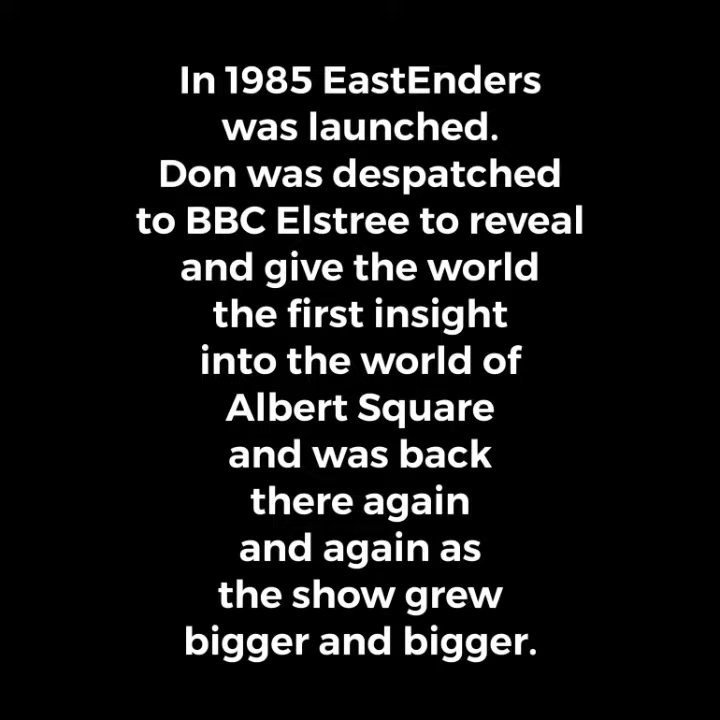 In 1985 EastEnders
was launched.
Don was despatched
to BBC Elstree to reveal
and give the world
the first insight
into the world of
Albert Square
and was back
there again
and again as
the show grew
bigger and bigger.